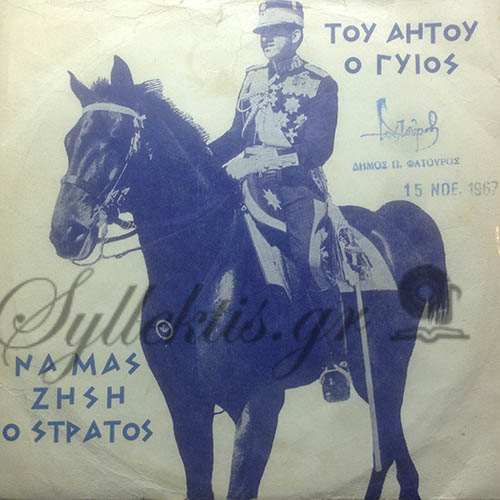 ΤΟΥ ΑΗΤΟΥ
Ο ΓΥΙΟΣ
ΔΗΜΟΣ Π. ΦΑΤΟΥΡΟΣ
15 ΝΟΕ. 1967
Syllektis.gr
ΝΑ ΜΑΣ
ΖΗΣΗ
Ο ΣΤΡΑΤΟΣ